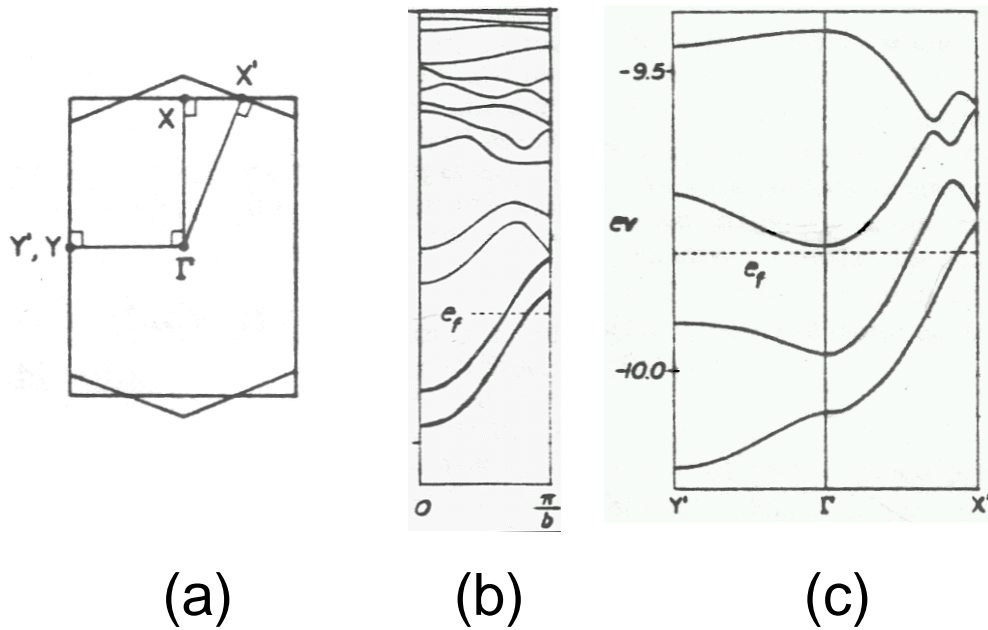 X'
X
Y', Y
Γ
e_f
0
π/b
-9.5
ev
e_f
-10.0
Y'
Γ
X'
(a)
(b)
(c)